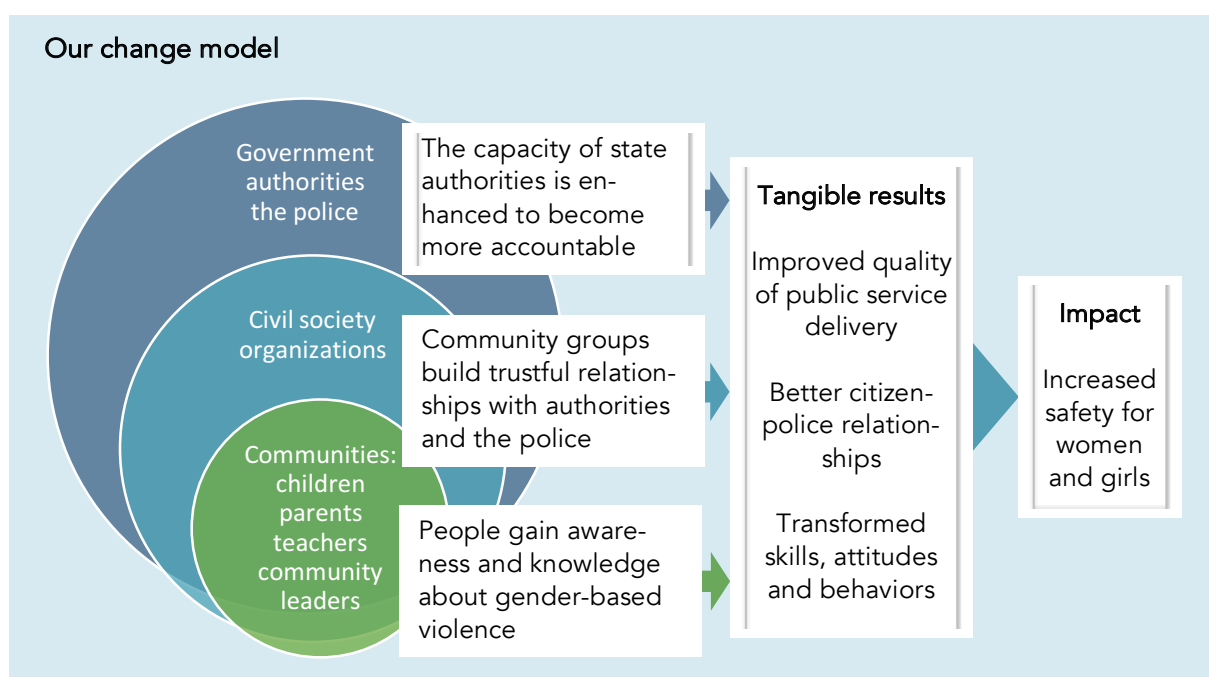 Our change model
Government
authorities
the police
The capacity of state
authorities is en-
hanced to become
more accountable
Civil society
organizations
Community groups
build trustful relation-
ships with authorities
and the police
Communities:
children
parents
teachers
community
leaders
People gain aware-
ness and knowledge
about gender-based
violence
Tangible results
Improved quality
of public service
delivery
Better citizen-
police relation-
ships
Transformed
skills, attitudes
and behaviors
Impact
Increased
safety for
women
and girls